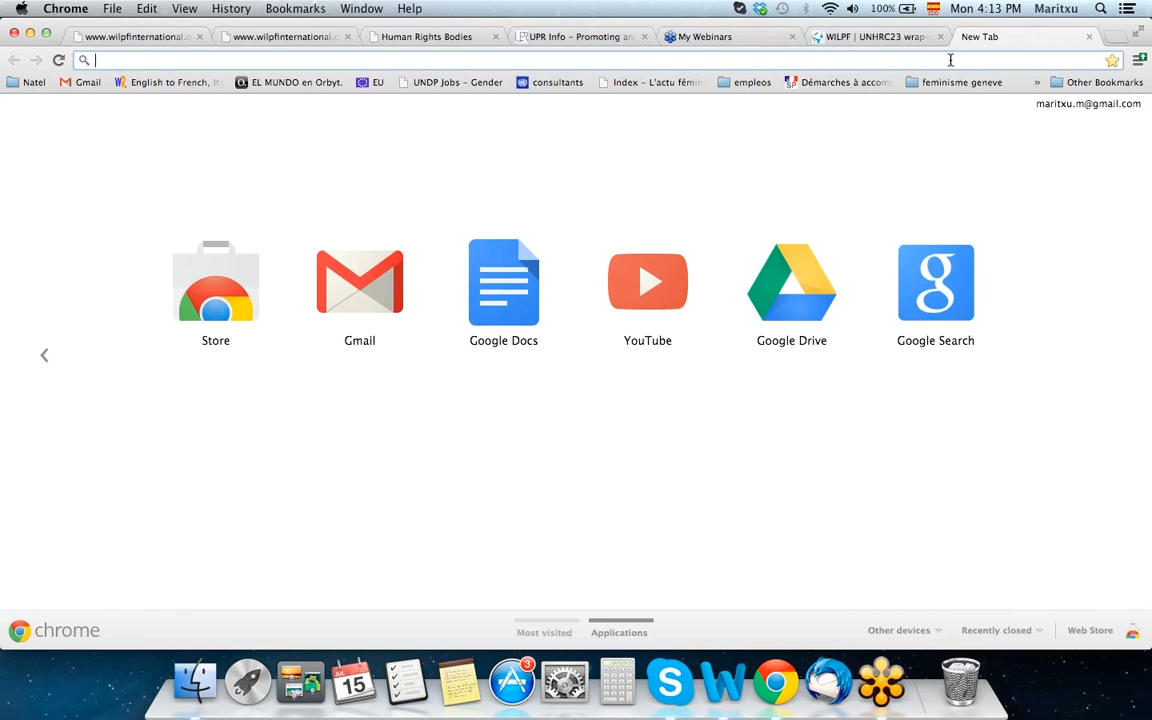 Chrome File Edit View History Bookmarks Window Help 100% Mon 4:13 PM Maritxu
www.wilpfinternational.o www.wilpfinternational.o Human Rights Bodies UPR Info – Promoting an My Webinars WILPF | UNHRC23 wrap- New Tab
Natel Gmail English to French, It EL MUNDO en Orbyt. EU UNDP Jobs – Gender consultants Index – L'actu fémin empleos Démarches à accom feminisme geneve » Other Bookmarks
maritxu.m@gmail.com
Store Gmail Google Docs YouTube Google Drive Google Search
chrome Most visited Applications Other devices Recently closed Web Store
JUL 15 3